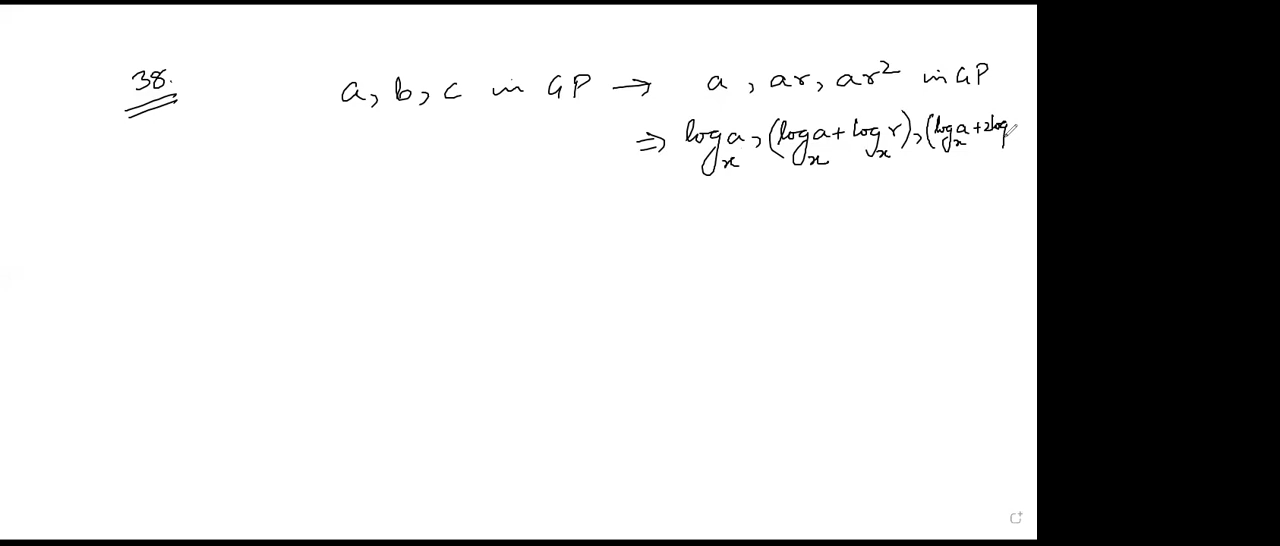 38.
a, b, c in GP → a, ar, ar² in GP
⇒ logₓa, (logₓa + logₓr), (logₓa + 2log